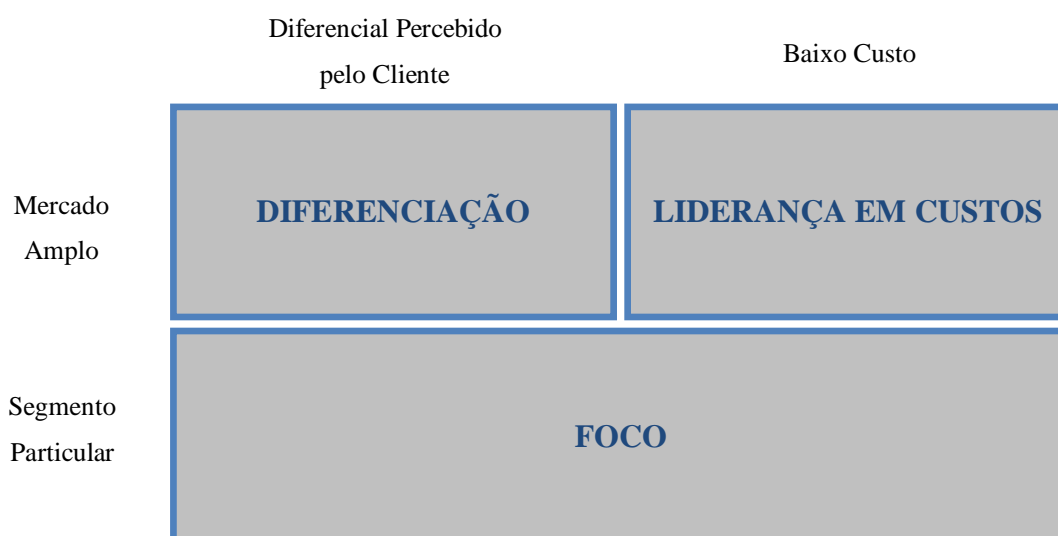 Diferencial Percebido
pelo Cliente
Baixo Custo
Mercado
Amplo
DIFERENCIAÇÃO
LIDERANÇA EM CUSTOS
Segmento
Particular
FOCO